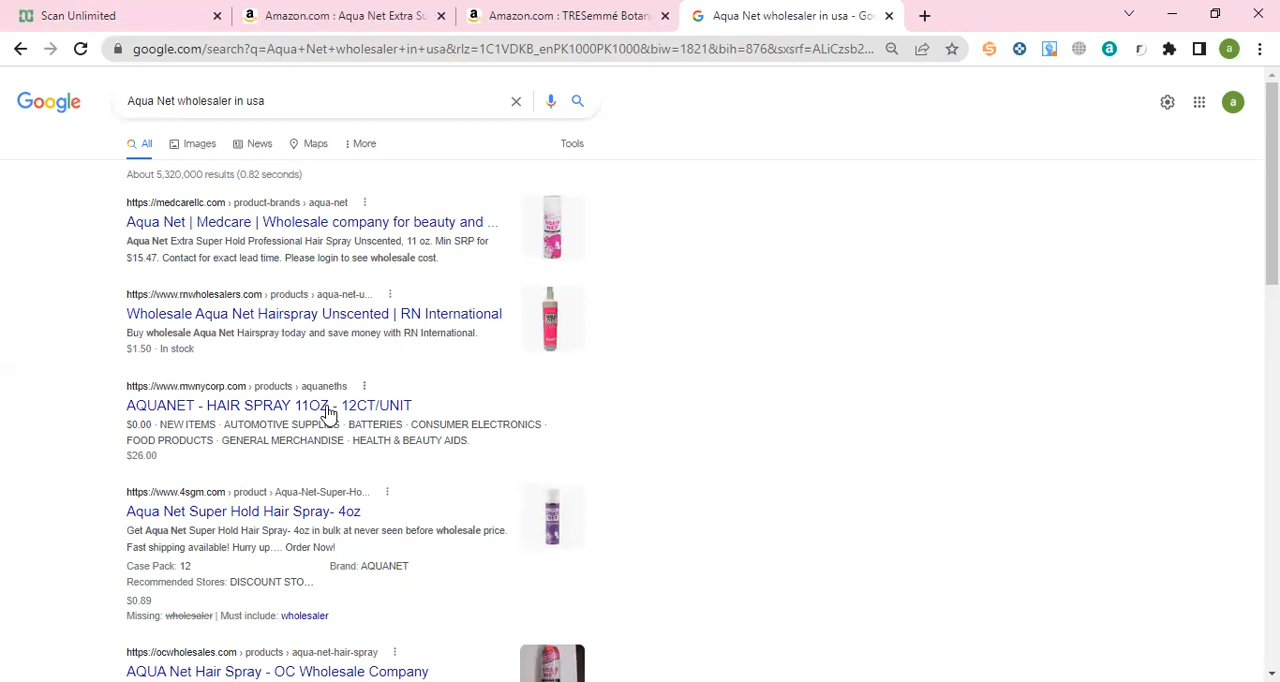 Scan Unlimited
Amazon.com : Aqua Net Extra Su
Amazon.com : TRESemmé Botan
Aqua Net wholesaler in usa - Goo
google.com/search?q=Aqua+Net+wholesaler+in+usa&rlz=1C1VDKB_enPK1000PK1000&biw=1821&bih=876&sxsrf=ALiCzsb2...
a
Google
Aqua Net wholesaler in usa
a
All
Images
News
Maps
More
Tools
About 5,320,000 results (0.82 seconds)
https://medcarellc.com › product-brands › aqua-net
Aqua Net | Medcare | Wholesale company for beauty and ...
Aqua Net Extra Super Hold Professional Hair Spray Unscented, 11 oz. Min SRP for
$15.47. Contact for exact lead time. Please login to see wholesale cost.
https://www.rnwholesalers.com › products › aqua-net-u...
Wholesale Aqua Net Hairspray Unscented | RN International
Buy wholesale Aqua Net Hairspray today and save money with RN International.
$1.50 · In stock
https://www.mwnycorp.com › products › aquaneths
AQUANET - HAIR SPRAY 11OZ - 12CT/UNIT
$0.00 · NEW ITEMS · AUTOMOTIVE SUPPLIES · BATTERIES · CONSUMER ELECTRONICS ·
FOOD PRODUCTS · GENERAL MERCHANDISE · HEALTH & BEAUTY AIDS.
$26.00
https://www.4sgm.com › product › Aqua-Net-Super-Ho...
Aqua Net Super Hold Hair Spray- 4oz
Get Aqua Net Super Hold Hair Spray- 4oz in bulk at never seen before wholesale price.
Fast shipping available! Hurry up.... Order Now!
Case Pack: 12
Brand: AQUANET
Recommended Stores: DISCOUNT STO...
$0.89
Missing: wholesaler | Must include: wholesaler
https://ocwholesales.com › products › aqua-net-hair-spray
AQUA Net Hair Spray - OC Wholesale Company